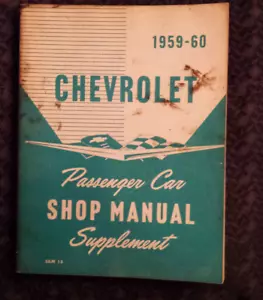 1959-60
CHEVROLET
Passenger Car
SHOP MANUAL
Supplement